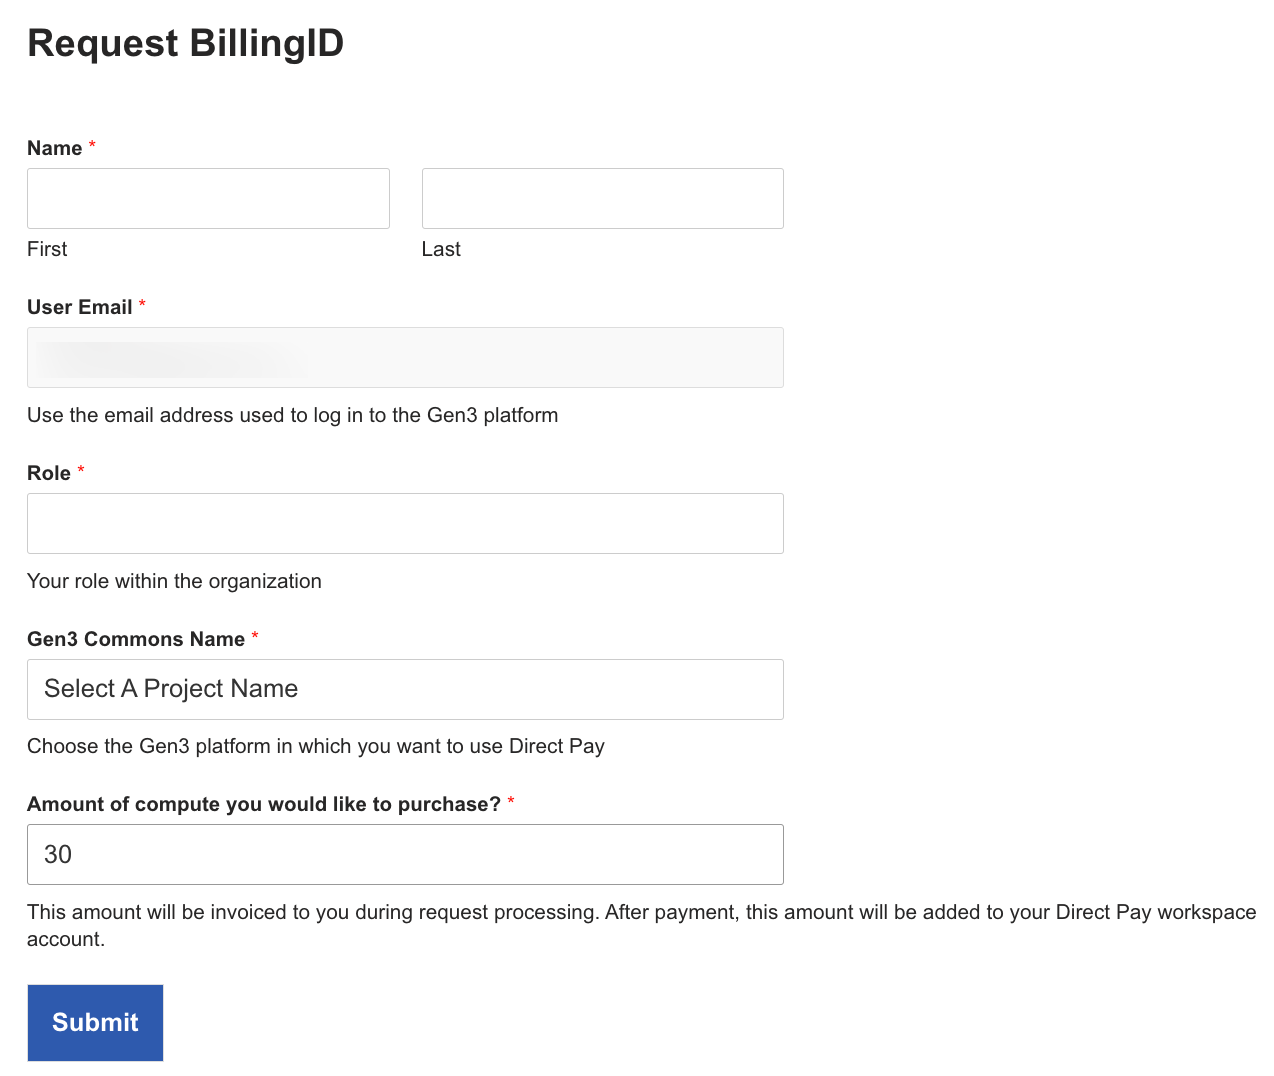 Request BillingID
Name *
First Last
User Email *
Use the email address used to log in to the Gen3 platform
Role *
Your role within the organization
Gen3 Commons Name *
Select A Project Name
Choose the Gen3 platform in which you want to use Direct Pay
Amount of compute you would like to purchase? *
30
This amount will be invoiced to you during request processing. After payment, this amount will be added to your Direct Pay workspace
account.
Submit